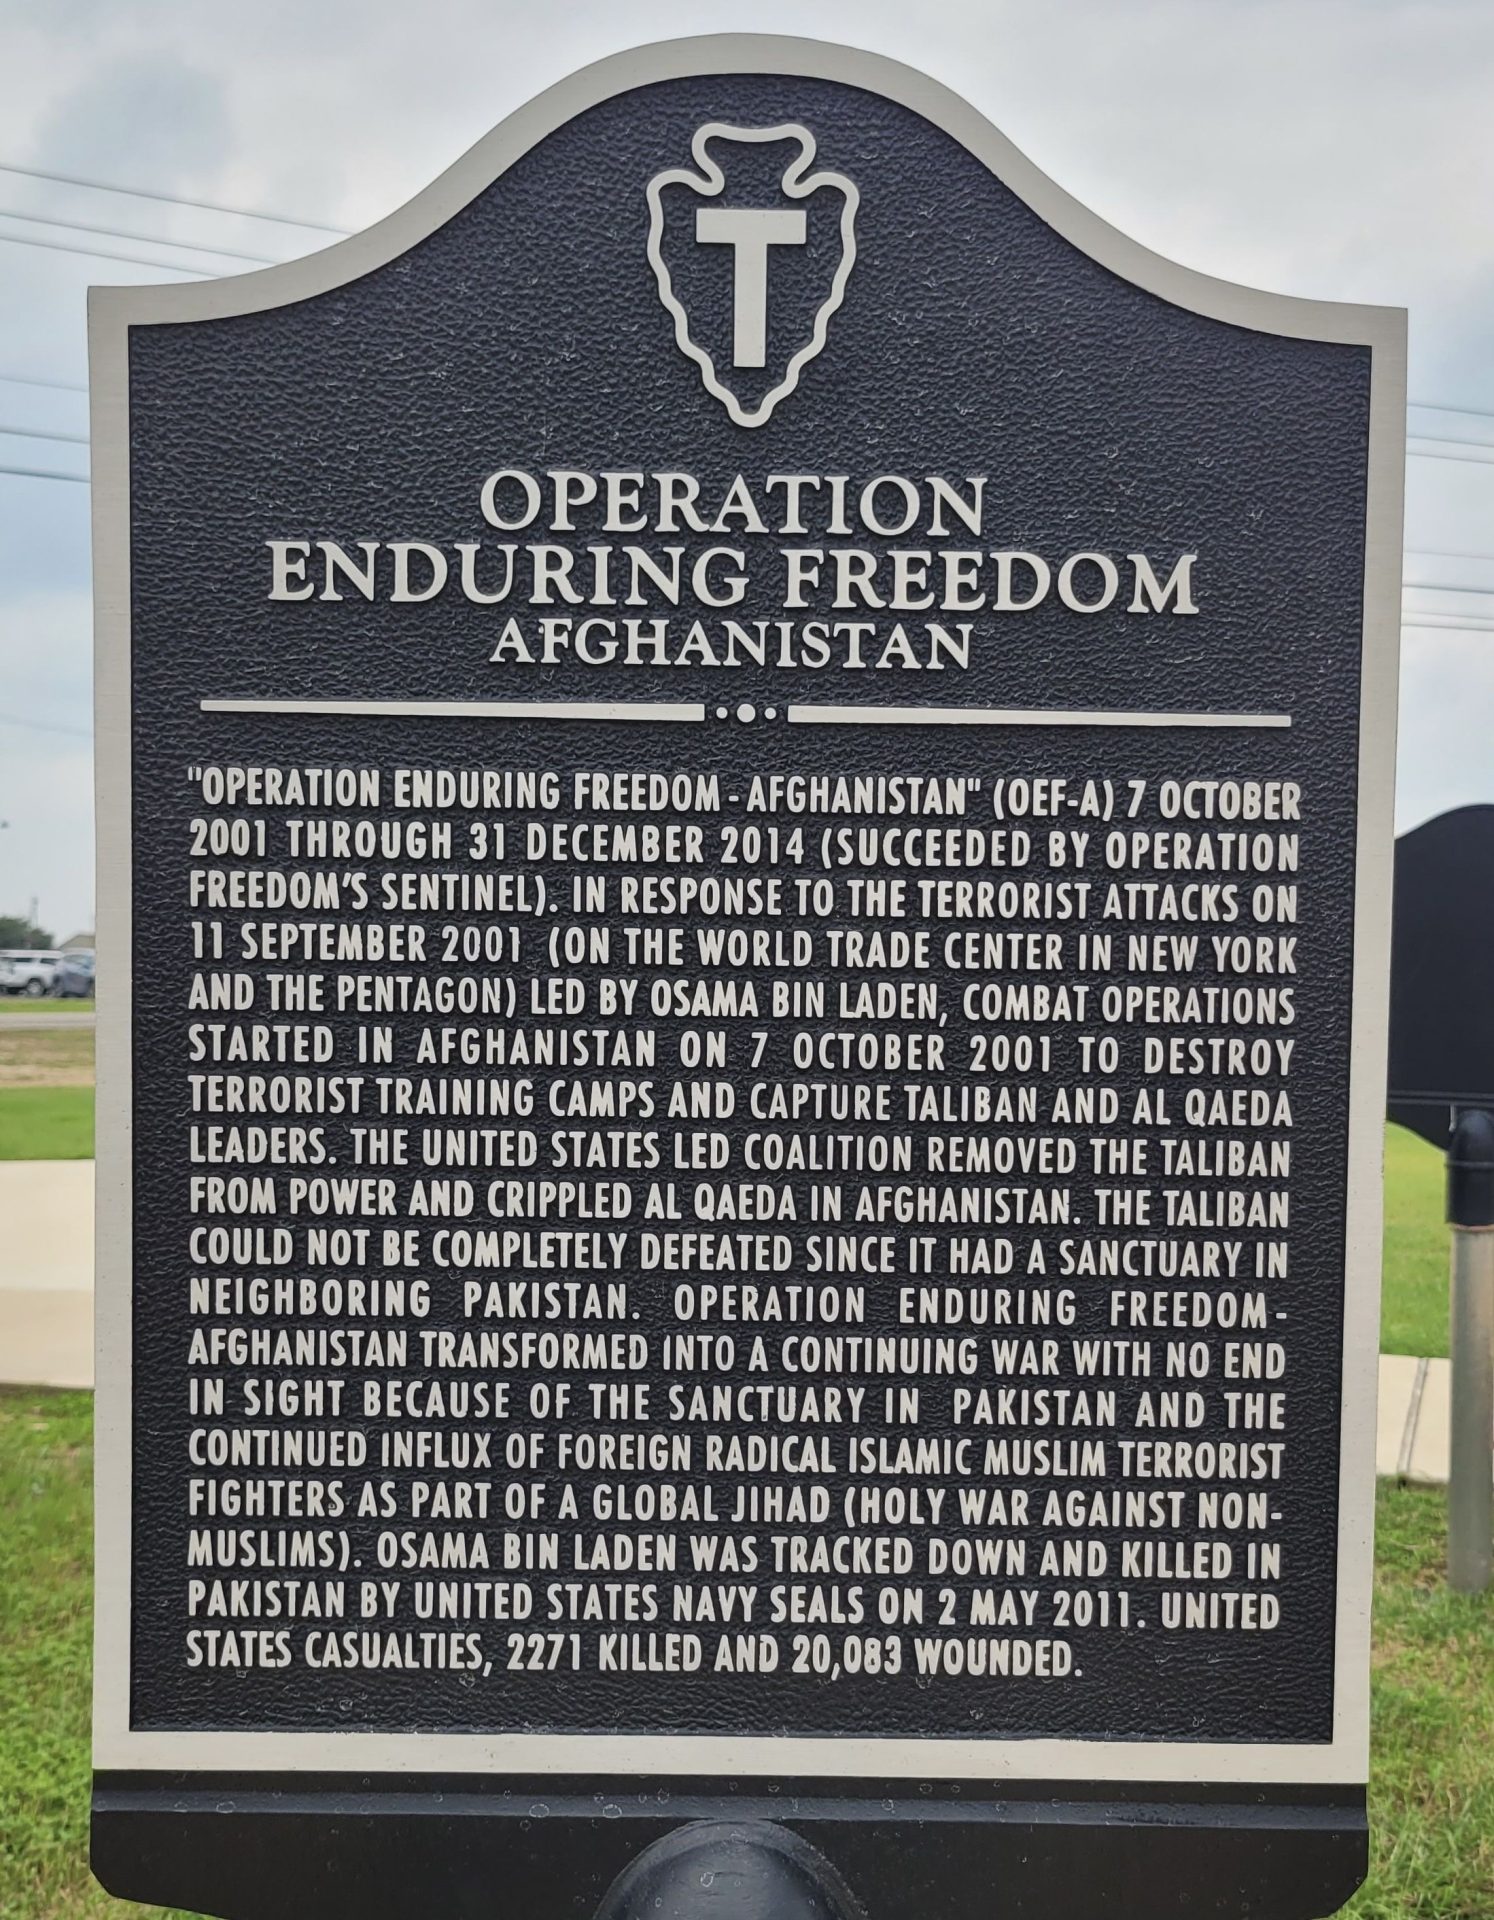 T
OPERATION
ENDURING FREEDOM
AFGHANISTAN
"OPERATION ENDURING FREEDOM - AFGHANISTAN" (OEF-A) 7 OCTOBER
2001 THROUGH 31 DECEMBER 2014 (SUCCEEDED BY OPERATION
FREEDOM'S SENTINEL). IN RESPONSE TO THE TERRORIST ATTACKS ON
11 SEPTEMBER 2001 (ON THE WORLD TRADE CENTER IN NEW YORK
AND THE PENTAGON) LED BY OSAMA BIN LADEN, COMBAT OPERATIONS
STARTED IN AFGHANISTAN ON 7 OCTOBER 2001 TO DESTROY
TERRORIST TRAINING CAMPS AND CAPTURE TALIBAN AND AL QAEDA
LEADERS. THE UNITED STATES LED COALITION REMOVED THE TALIBAN
FROM POWER AND CRIPPLED AL QAEDA IN AFGHANISTAN. THE TALIBAN
COULD NOT BE COMPLETELY DEFEATED SINCE IT HAD A SANCTUARY IN
NEIGHBORING PAKISTAN. OPERATION ENDURING FREEDOM-
AFGHANISTAN TRANSFORMED INTO A CONTINUING WAR WITH NO END
IN SIGHT BECAUSE OF THE SANCTUARY IN PAKISTAN AND THE
CONTINUED INFLUX OF FOREIGN RADICAL ISLAMIC MUSLIM TERRORIST
FIGHTERS AS PART OF A GLOBAL JIHAD (HOLY WAR AGAINST NON-
MUSLIMS). OSAMA BIN LADEN WAS TRACKED DOWN AND KILLED IN
PAKISTAN BY UNITED STATES NAVY SEALS ON 2 MAY 2011. UNITED
STATES CASUALTIES, 2271 KILLED AND 20,083 WOUNDED.